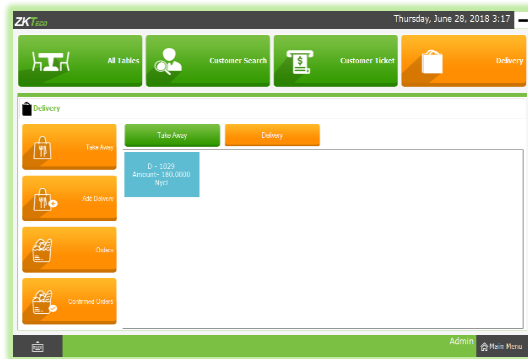 ZKTECO
Thursday, June 28, 2018 3:17
All Tables
Customer Search
Customer Ticket
Delivery
Delivery
Take Away
Delivery
Take Away
D - 1029
Amount- 180.0000
Add Delivery
Orders
Confirmed Orders
Admin
Main Menu